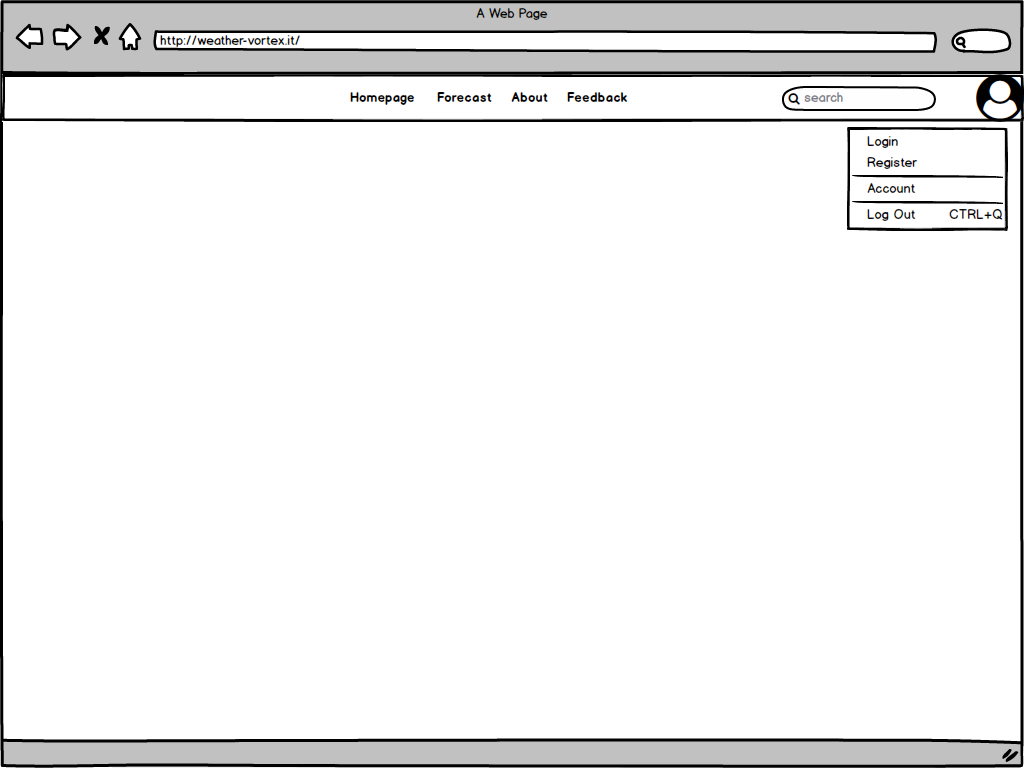 A Web Page
http://weather-vortex.it/
Homepage Forecast About Feedback search
Login
Register
Account
Log Out CTRL+Q